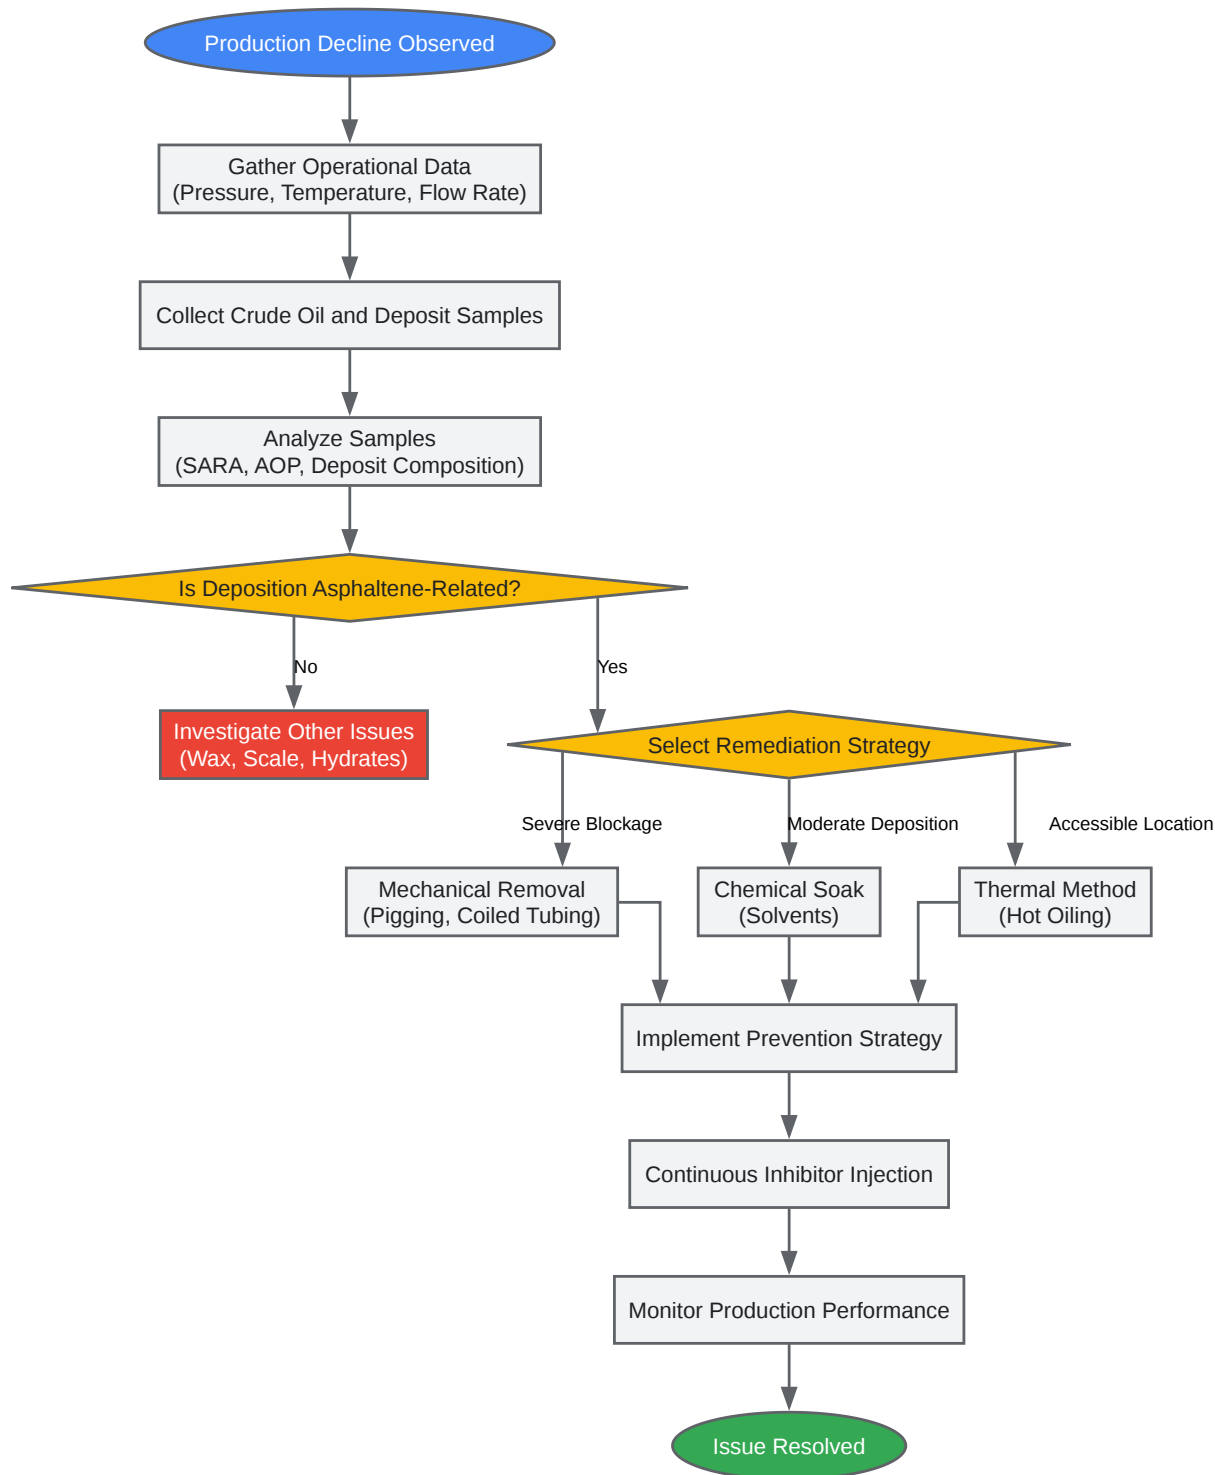 Production Decline Observed
Gather Operational Data
(Pressure, Temperature, Flow Rate)
Collect Crude Oil and Deposit Samples
Analyze Samples
(SARA, AOP, Deposit Composition)
Is Deposition Asphaltene-Related?
No
Yes
Investigate Other Issues
(Wax, Scale, Hydrates)
Select Remediation Strategy
Severe Blockage
Moderate Deposition
Accessible Location
Mechanical Removal
(Pigging, Coiled Tubing)
Chemical Soak
(Solvents)
Thermal Method
(Hot Oiling)
Implement Prevention Strategy
Continuous Inhibitor Injection
Monitor Production Performance
Issue Resolved